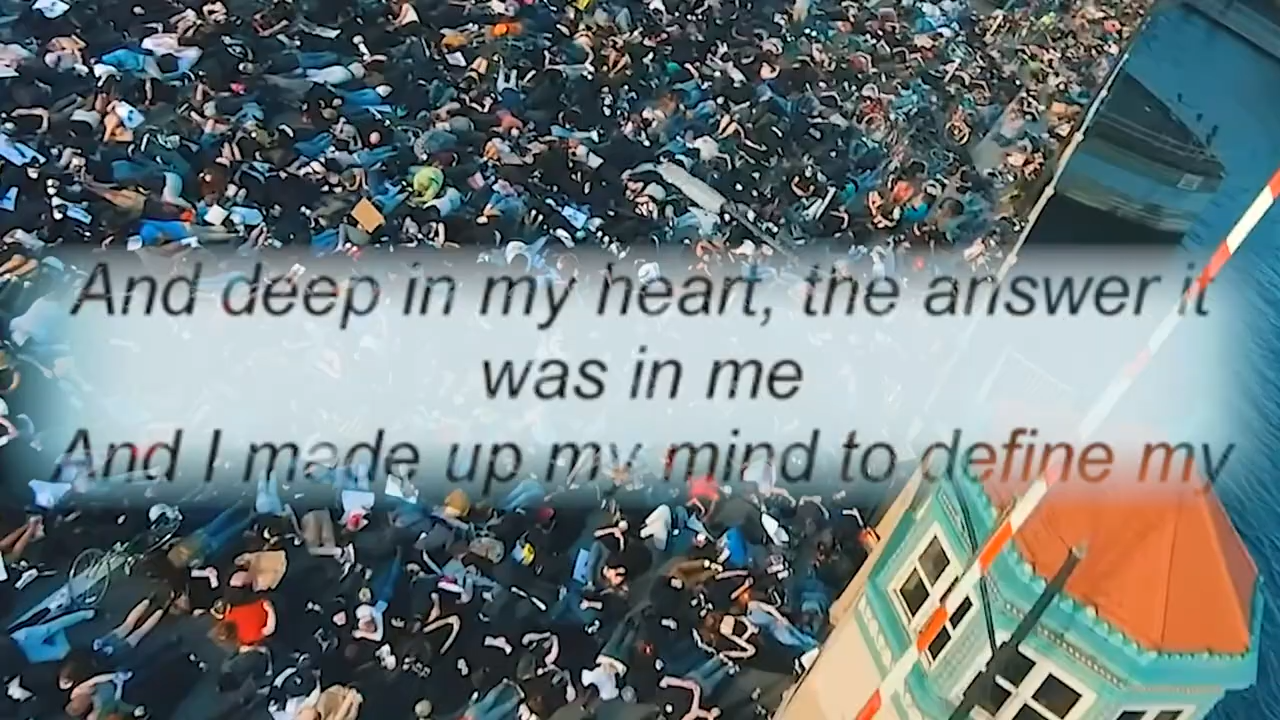 And deep in my heart, the answer it
was in me
And I made up my mind to define my